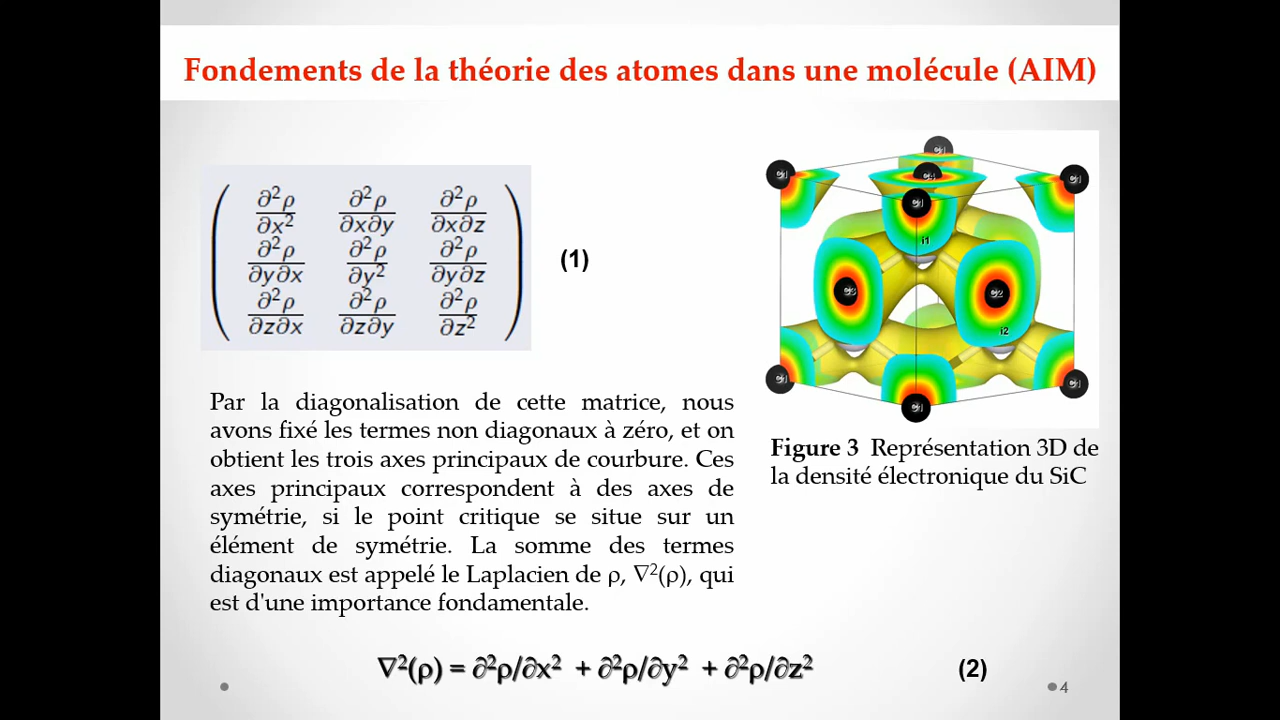 Fondements de la théorie des atomes dans une molécule (AIM)
∂²ρ/∂x² ∂²ρ/∂x∂y ∂²ρ/∂x∂z
∂²ρ/∂y∂x ∂²ρ/∂y² ∂²ρ/∂y∂z
∂²ρ/∂z∂x ∂²ρ/∂z∂y ∂²ρ/∂z²
(1)
Par la diagonalisation de cette matrice, nous
avons fixé les termes non diagonaux à zéro, et on
obtient les trois axes principaux de courbure. Ces
axes principaux correspondent à des axes de
symétrie, si le point critique se situe sur un
élément de symétrie. La somme des termes
diagonaux est appelé le Laplacien de ρ, ∇²(ρ), qui
est d'une importance fondamentale.
i1
i2
Figure 3 Représentation 3D de
la densité électronique du SiC
∇²(ρ) = ∂²ρ/∂x² + ∂²ρ/∂y² + ∂²ρ/∂z²
(2)
4